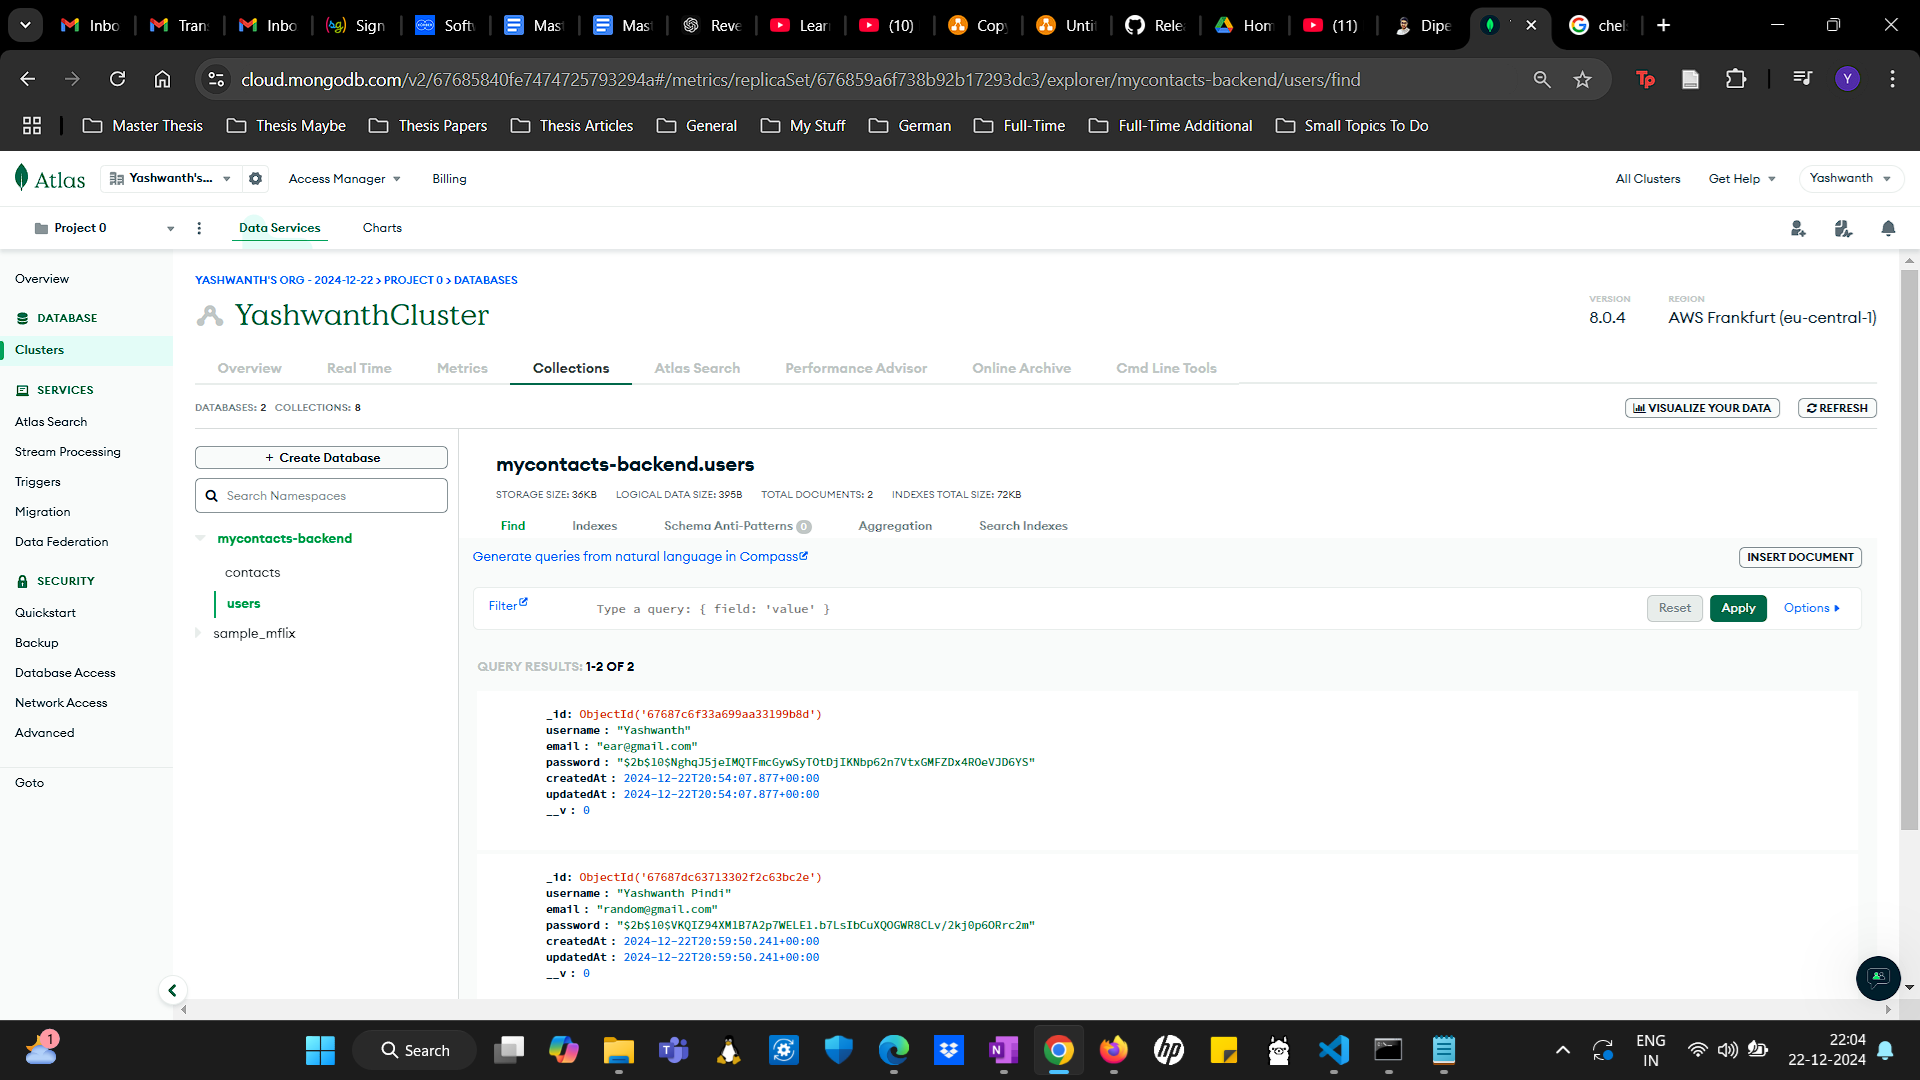 Inbo
Tran
Inbo
Sign
Softv
Mast
Mast
Reve
Learn
(10)
Copy
Untit
Rele
Hom
(11)
Dipe
chels
cloud.mongodb.com/v2/67685840fe7474725793294a#/metrics/replicaSet/676859a6f738b92b17293dc3/explorer/mycontacts-backend/users/find
Y
Master Thesis
Thesis Maybe
Thesis Papers
Thesis Articles
General
My Stuff
German
Full-Time
Full-Time Additional
Small Topics To Do
Atlas
Yashwanth's...
Access Manager
Billing
All Clusters
Get Help
Yashwanth
Project 0
Data Services
Charts
Overview
DATABASE
Clusters
SERVICES
Atlas Search
Stream Processing
Triggers
Migration
Data Federation
SECURITY
Quickstart
Backup
Database Access
Network Access
Advanced
Goto
YASHWANTH'S ORG - 2024-12-22 > PROJECT 0 > DATABASES
YashwanthCluster
VERSION
8.0.4
REGION
AWS Frankfurt (eu-central-1)
Overview
Real Time
Metrics
Collections
Atlas Search
Performance Advisor
Online Archive
Cmd Line Tools
DATABASES: 2 COLLECTIONS: 8
VISUALIZE YOUR DATA
REFRESH
+ Create Database
Search Namespaces
mycontacts-backend
contacts
users
sample_mflix
mycontacts-backend.users
STORAGE SIZE: 36KB LOGICAL DATA SIZE: 395B TOTAL DOCUMENTS: 2 INDEXES TOTAL SIZE: 72KB
Find
Indexes
Schema Anti-Patterns 0
Aggregation
Search Indexes
Generate queries from natural language in Compass
INSERT DOCUMENT
Filter
Type a query: { field: 'value' }
Reset
Apply
Options
QUERY RESULTS: 1-2 OF 2
_id: ObjectId('67687c6f33a699aa33199b8d')
username : "Yashwanth"
email : "ear@gmail.com"
password : "$2b$10$NghqJ5jeIMQTFmcGywSyTOtDjIKNbp62n7VtxGMFZDx4ROeVJD6YS"
createdAt : 2024-12-22T20:54:07.877+00:00
updatedAt : 2024-12-22T20:54:07.877+00:00
__v : 0
_id: ObjectId('67687dc63713302f2c63bc2e')
username : "Yashwanth Pindi"
email : "random@gmail.com"
password : "$2b$10$VKQIZ94XMlB7A2p7WELEl.b7LsIbCuXQOGWR8CLv/2kj0p6ORrc2m"
createdAt : 2024-12-22T20:59:50.241+00:00
updatedAt : 2024-12-22T20:59:50.241+00:00
__v : 0
1
Search
ENG
IN
22:04
22-12-2024